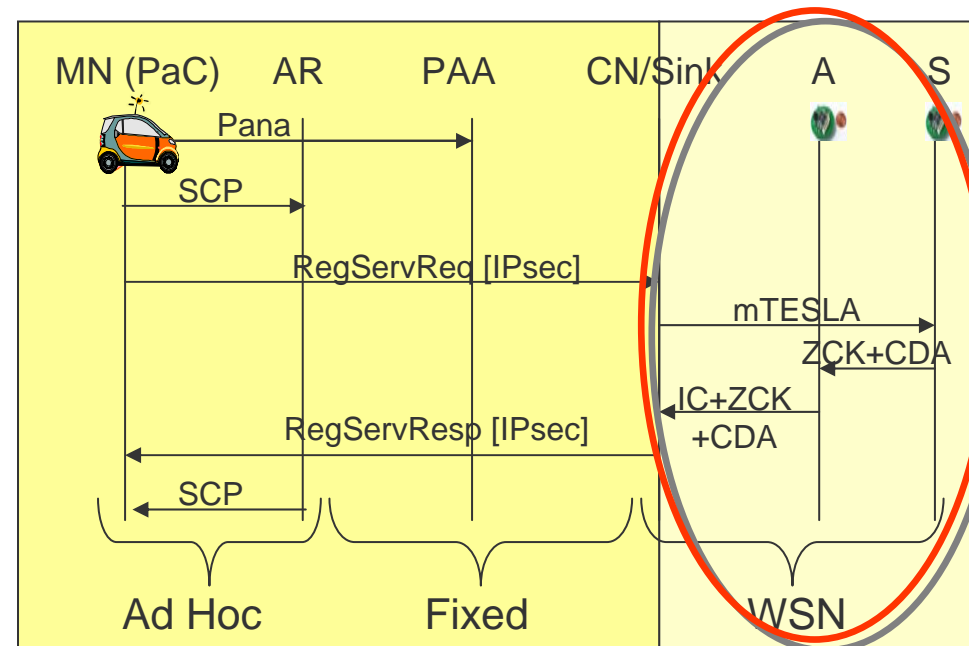 MN (PaC) AR PAA CN/Sink A S
Pana
SCP
RegServReq [IPsec]
mTESLA
ZCK+CDA
IC+ZCK
+CDA
RegServResp [IPsec]
SCP
Ad Hoc Fixed WSN